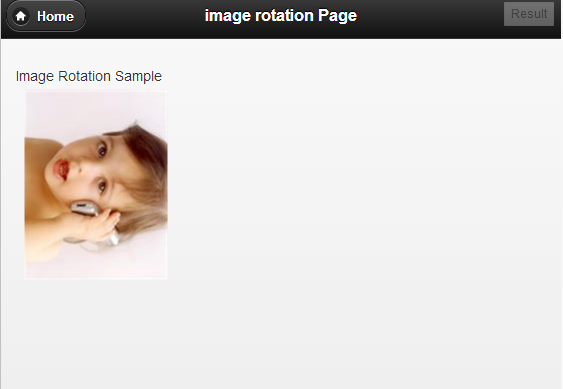 Home
image rotation Page
Result
Image Rotation Sample